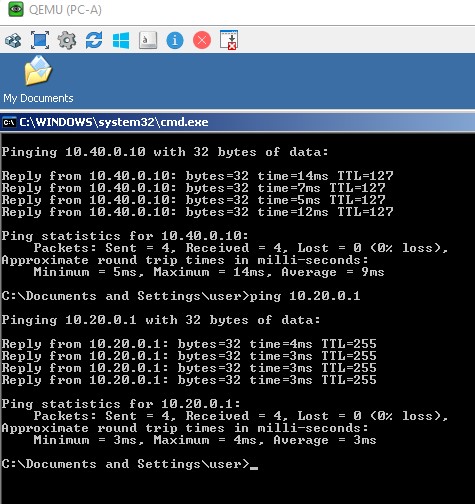 QEMU (PC-A)
My Documents
C:\WINDOWS\system32\cmd.exe
Pinging 10.40.0.10 with 32 bytes of data:
Reply from 10.40.0.10: bytes=32 time=14ms TTL=127
Reply from 10.40.0.10: bytes=32 time=7ms TTL=127
Reply from 10.40.0.10: bytes=32 time=5ms TTL=127
Reply from 10.40.0.10: bytes=32 time=12ms TTL=127
Ping statistics for 10.40.0.10:
Packets: Sent = 4, Received = 4, Lost = 0 (0% loss),
Approximate round trip times in milli-seconds:
Minimum = 5ms, Maximum = 14ms, Average = 9ms
C:\Documents and Settings\user>ping 10.20.0.1
Pinging 10.20.0.1 with 32 bytes of data:
Reply from 10.20.0.1: bytes=32 time=4ms TTL=255
Reply from 10.20.0.1: bytes=32 time=3ms TTL=255
Reply from 10.20.0.1: bytes=32 time=3ms TTL=255
Reply from 10.20.0.1: bytes=32 time=3ms TTL=255
Ping statistics for 10.20.0.1:
Packets: Sent = 4, Received = 4, Lost = 0 (0% loss),
Approximate round trip times in milli-seconds:
Minimum = 3ms, Maximum = 4ms, Average = 3ms
C:\Documents and Settings\user>_